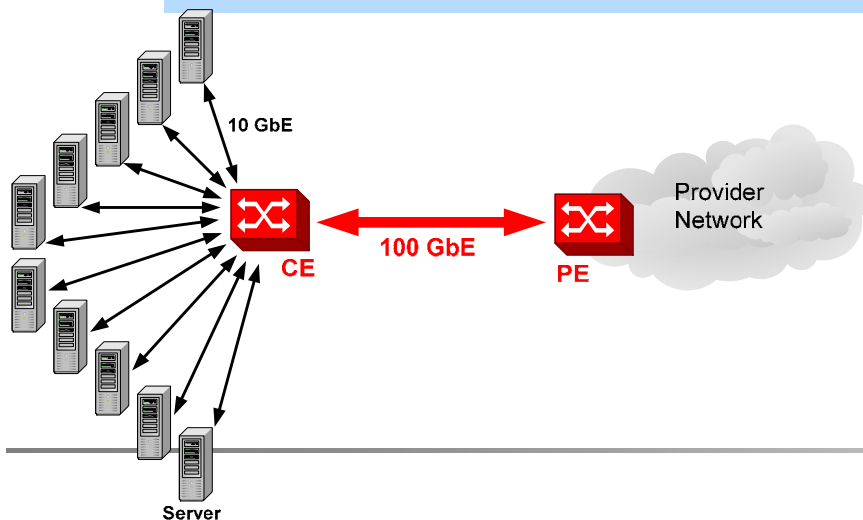 10 GbE
Provider
Network
100 GbE
CE
PE
Server